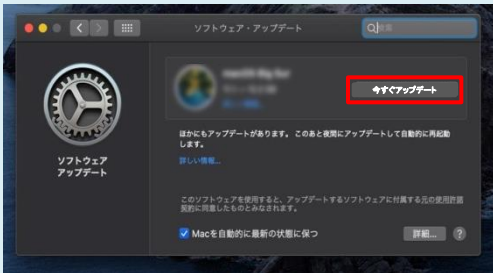 ソフトウェア・アップデート
検索
macOS Big Sur
今すぐアップデート
ほかにもアップデートがあります。 このあと夜間にアップデートして自動的に再起動
します。
詳しい情報...
ソフトウェア
アップデート
このソフトウェアを使用すると、アップデートするソフトウェアに付属する元の使用許諾
契約に同意したものとみなされます。
Macを自動的に最新の状態に保つ
詳細...
?